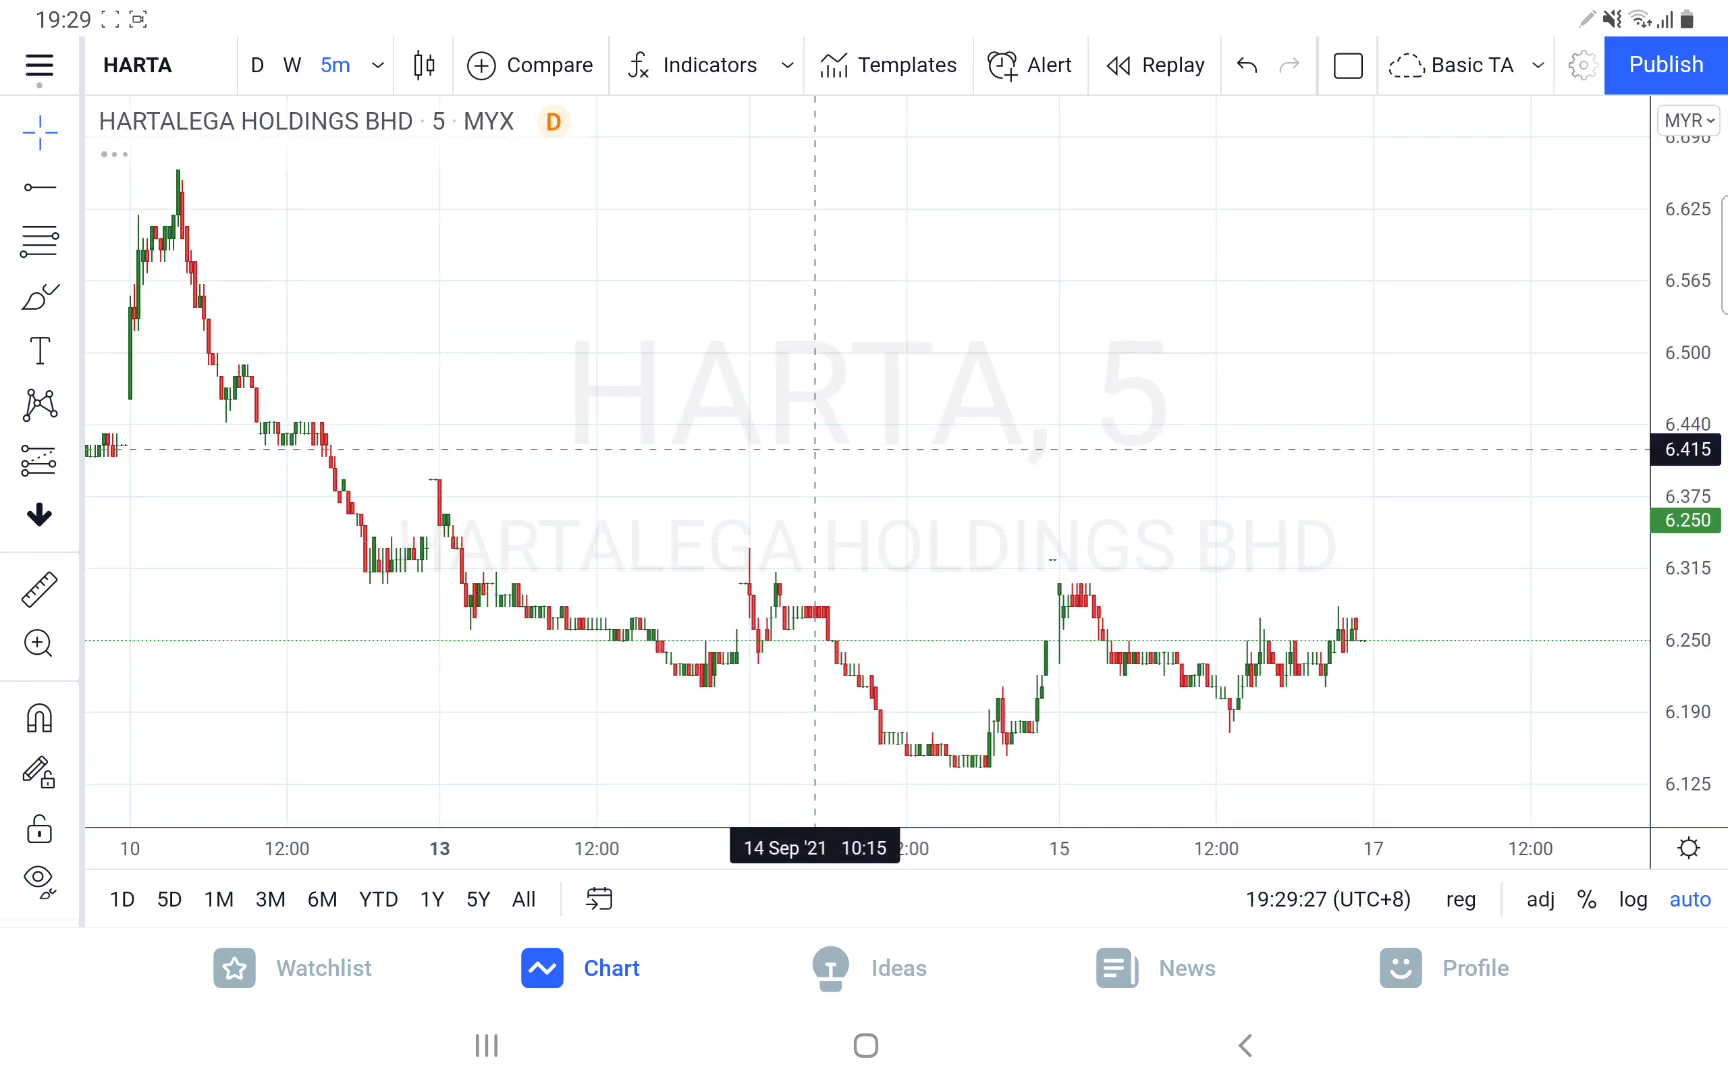 19:29
HARTA D W 5m Compare Indicators Templates Alert Replay Basic TA Publish
HARTALEGA HOLDINGS BHD · 5 · MYX D
MYR
6.690
6.625
6.565
6.500
HARTA, 5
6.440
6.415
6.375
6.250
HARTALEGA HOLDINGS BHD
6.315
6.250
6.190
6.125
10 12:00 13 12:00 14 Sep '21 10:15 2:00 15 12:00 17 12:00
1D 5D 1M 3M 6M YTD 1Y 5Y All 19:29:27 (UTC+8) reg adj % log auto
Watchlist Chart Ideas News Profile